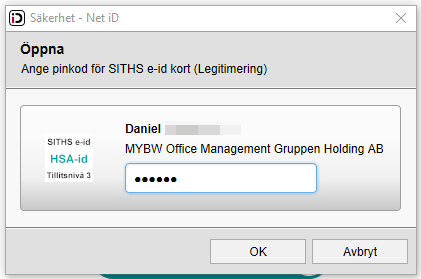 Säkerhet - Net iD
Öppna
Ange pinkod för SITHS e-id kort (Legitimering)
SITHS e-id
HSA-id
Tillitsnivå 3
Daniel
MYBW Office Management Gruppen Holding AB
••••••
OK
Avbryt